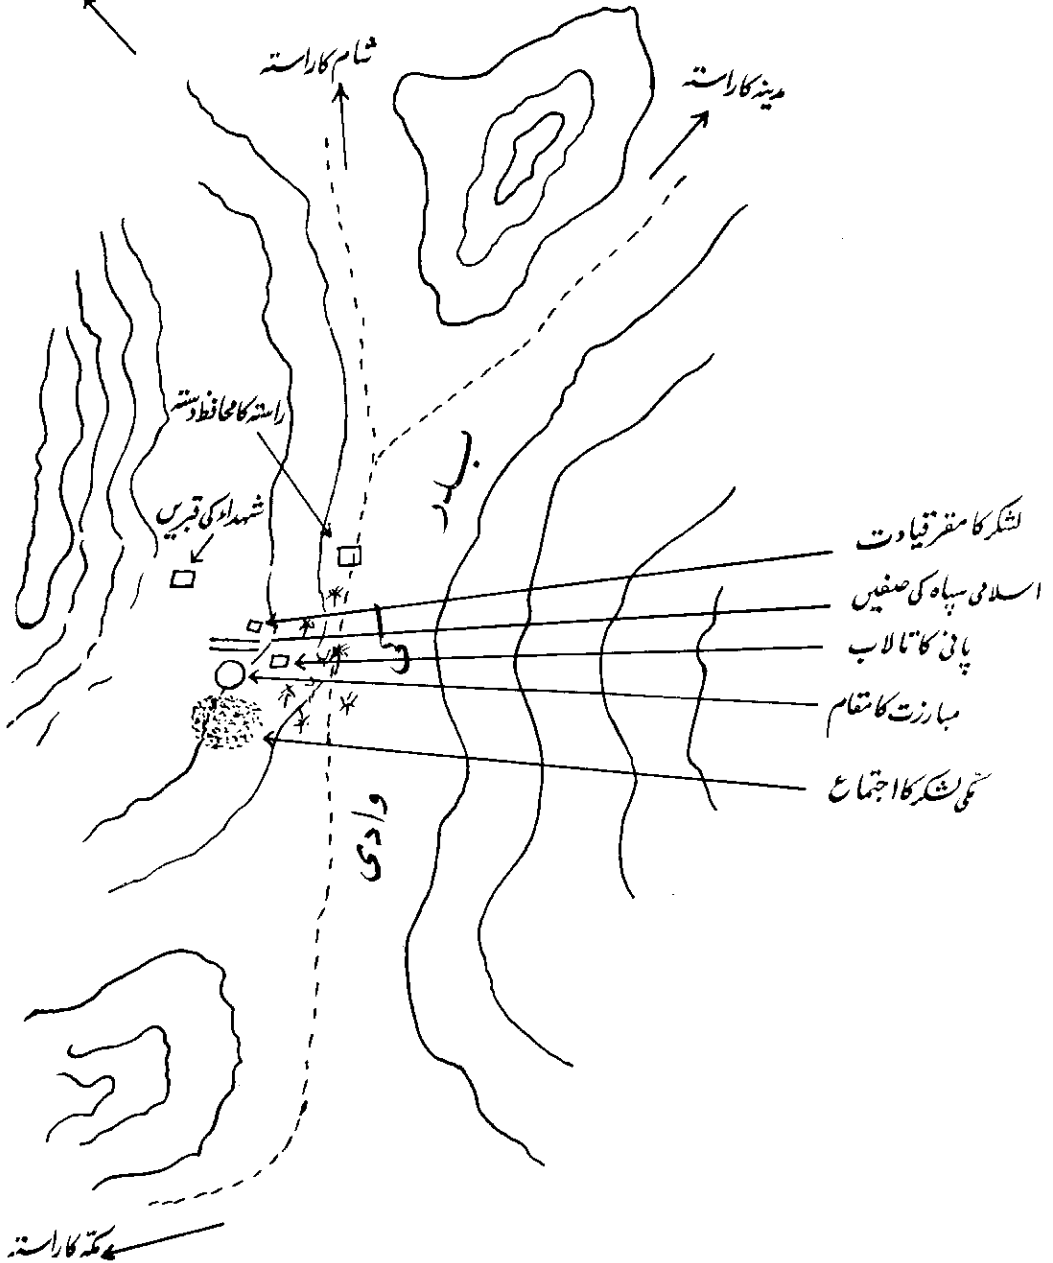 شام کا راستہ
مدینہ کا راستہ
راستہ کا محافظ دستہ
بدر
شہداء کی قبریں
لشکر کا مقر قیادت
اسلامی سپاہ کی صفیں
پانی کا تالاب
مبارزت کا مقام
مکی لشکر کا اجتماع
وادی
مکہ کا راستہ